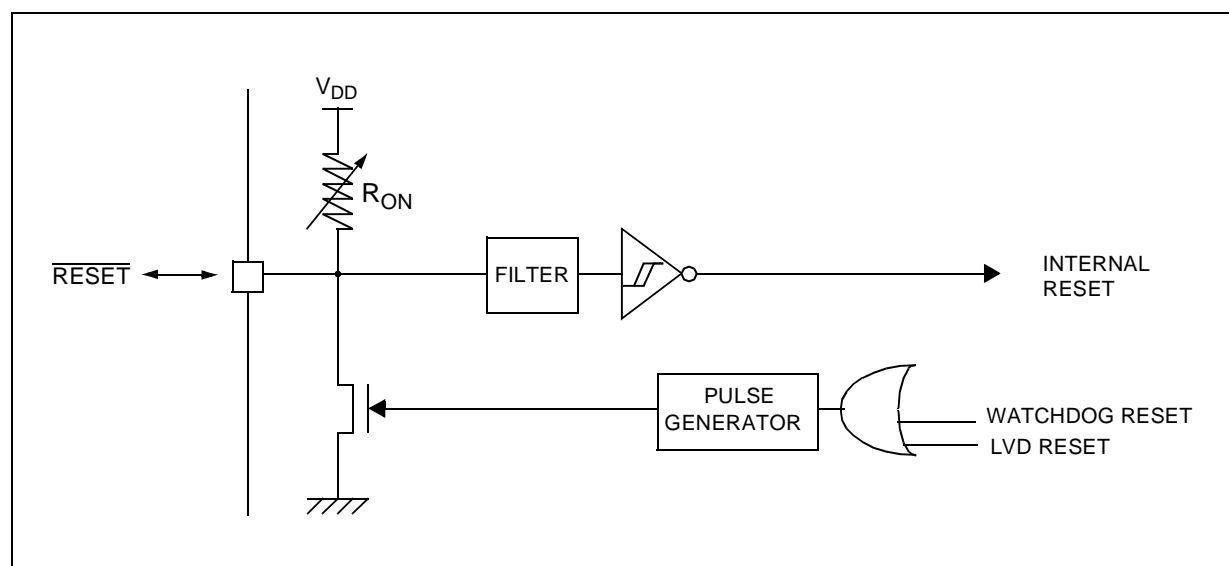 VDD
RON
RESET
FILTER
INTERNAL
RESET
PULSE
GENERATOR
WATCHDOG RESET
LVD RESET